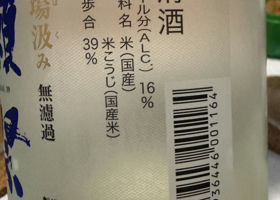 清酒
ル分(ALC.) 16%
料名 米(国産)
米こうじ(国産米)
歩合 39%
場汲み
無濾過
036446001164